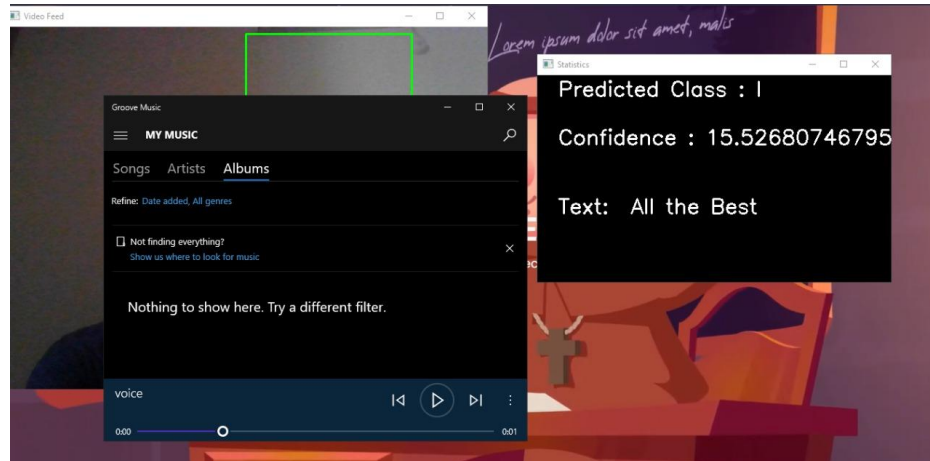 Video Feed
Lorem ipsum dolor sit amet, malis
Statistics
Predicted Class : I
Confidence : 15.52680746795
Text: All the Best
Groove Music
MY MUSIC
Songs Artists Albums
Refine: Date added, All genres
Not finding everything?
Show us where to look for music
Nothing to show here. Try a different filter.
voice
0:00 0:01